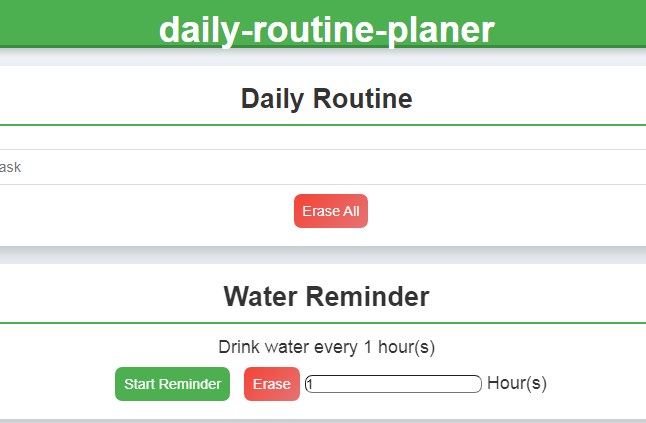 daily-routine-planer
Daily Routine
ask
Erase All
Water Reminder
Drink water every 1 hour(s)
Start Reminder Erase 1 Hour(s)